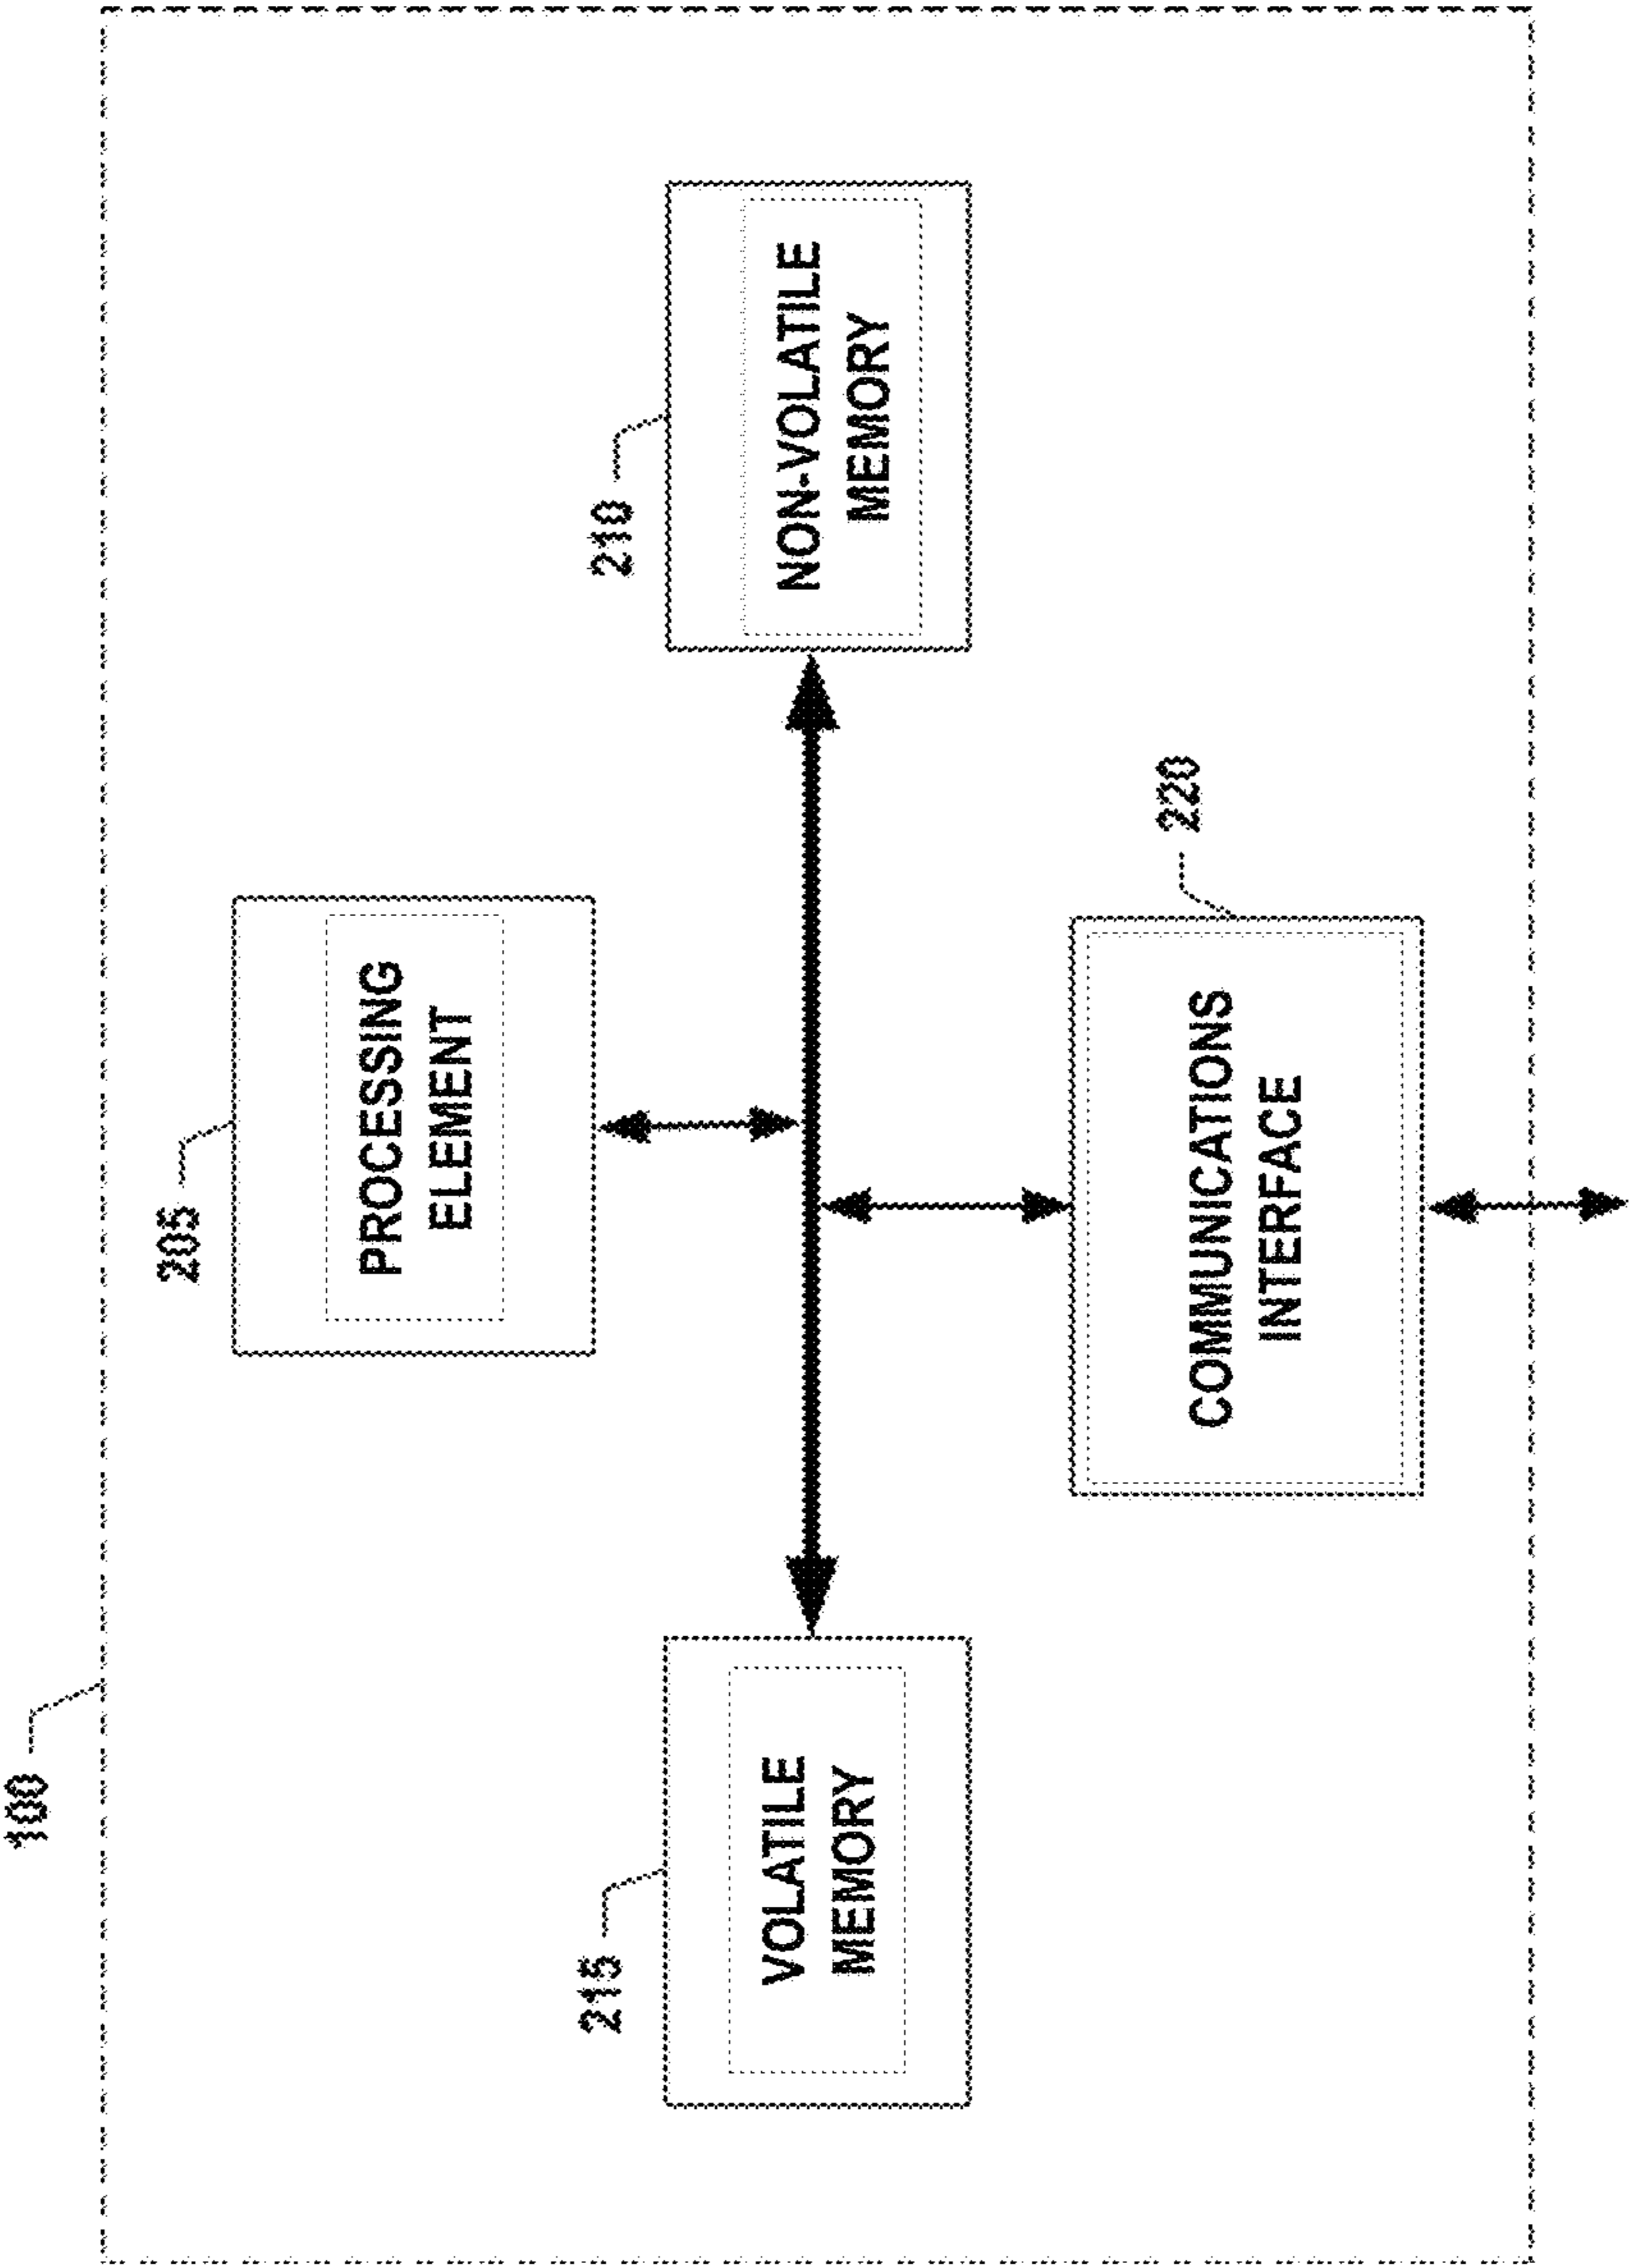 100
205
PROCESSING
ELEMENT
215
VOLATILE
MEMORY
210
NON-VOLATILE
MEMORY
220
COMMUNICATIONS
INTERFACE